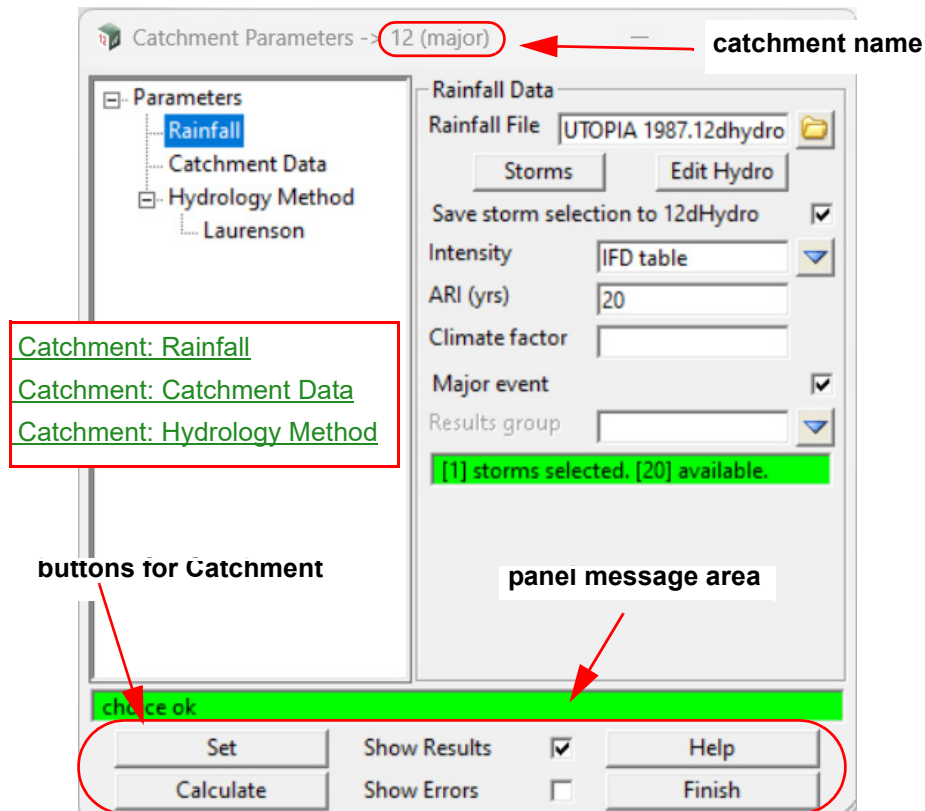 Catchment Parameters -> 12 (major)
catchment name
Parameters
Rainfall
Catchment Data
Hydrology Method
Laurenson
Rainfall Data
Rainfall File UTOPIA 1987.12dhydro
Storms Edit Hydro
Save storm selection to 12dHydro
Intensity IFD table
ARI (yrs) 20
Climate factor
Major event
Results group
[1] storms selected. [20] available.
Catchment: Rainfall
Catchment: Catchment Data
Catchment: Hydrology Method
buttons for Catchment
panel message area
choice ok
Set Show Results Help
Calculate Show Errors Finish